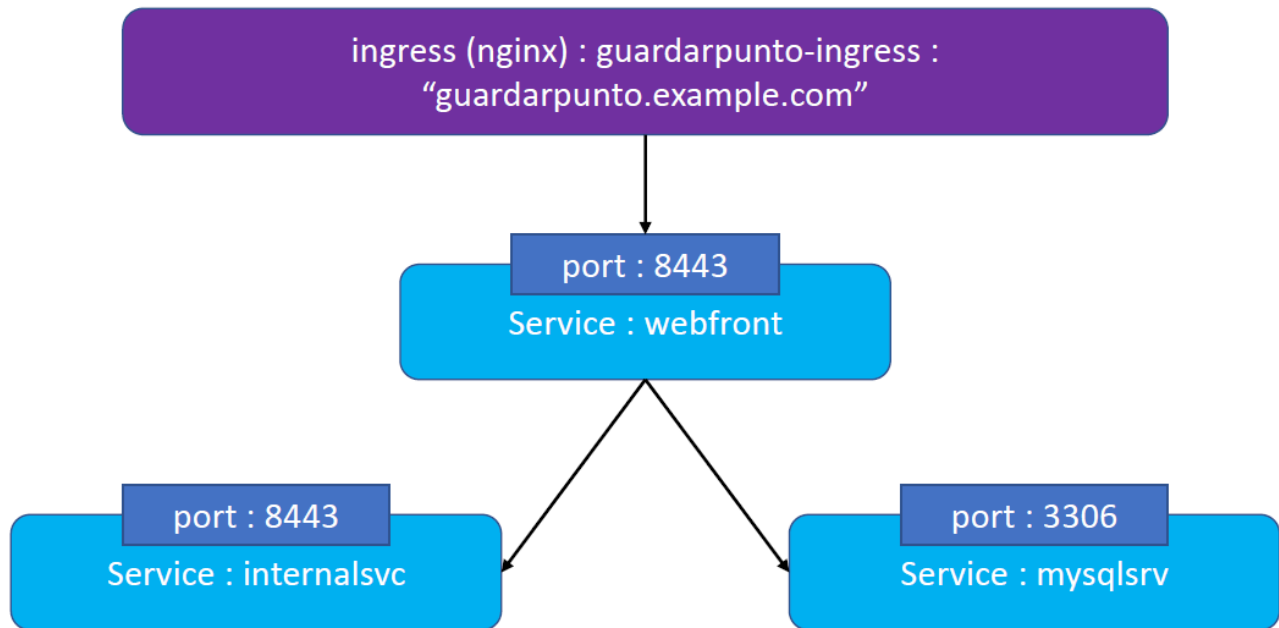 ingress (nginx) : guardarpunto-ingress :
“guardarpunto.example.com”
port : 8443
Service : webfront
port : 8443
Service : internalsvc
port : 3306
Service : mysqlsrv